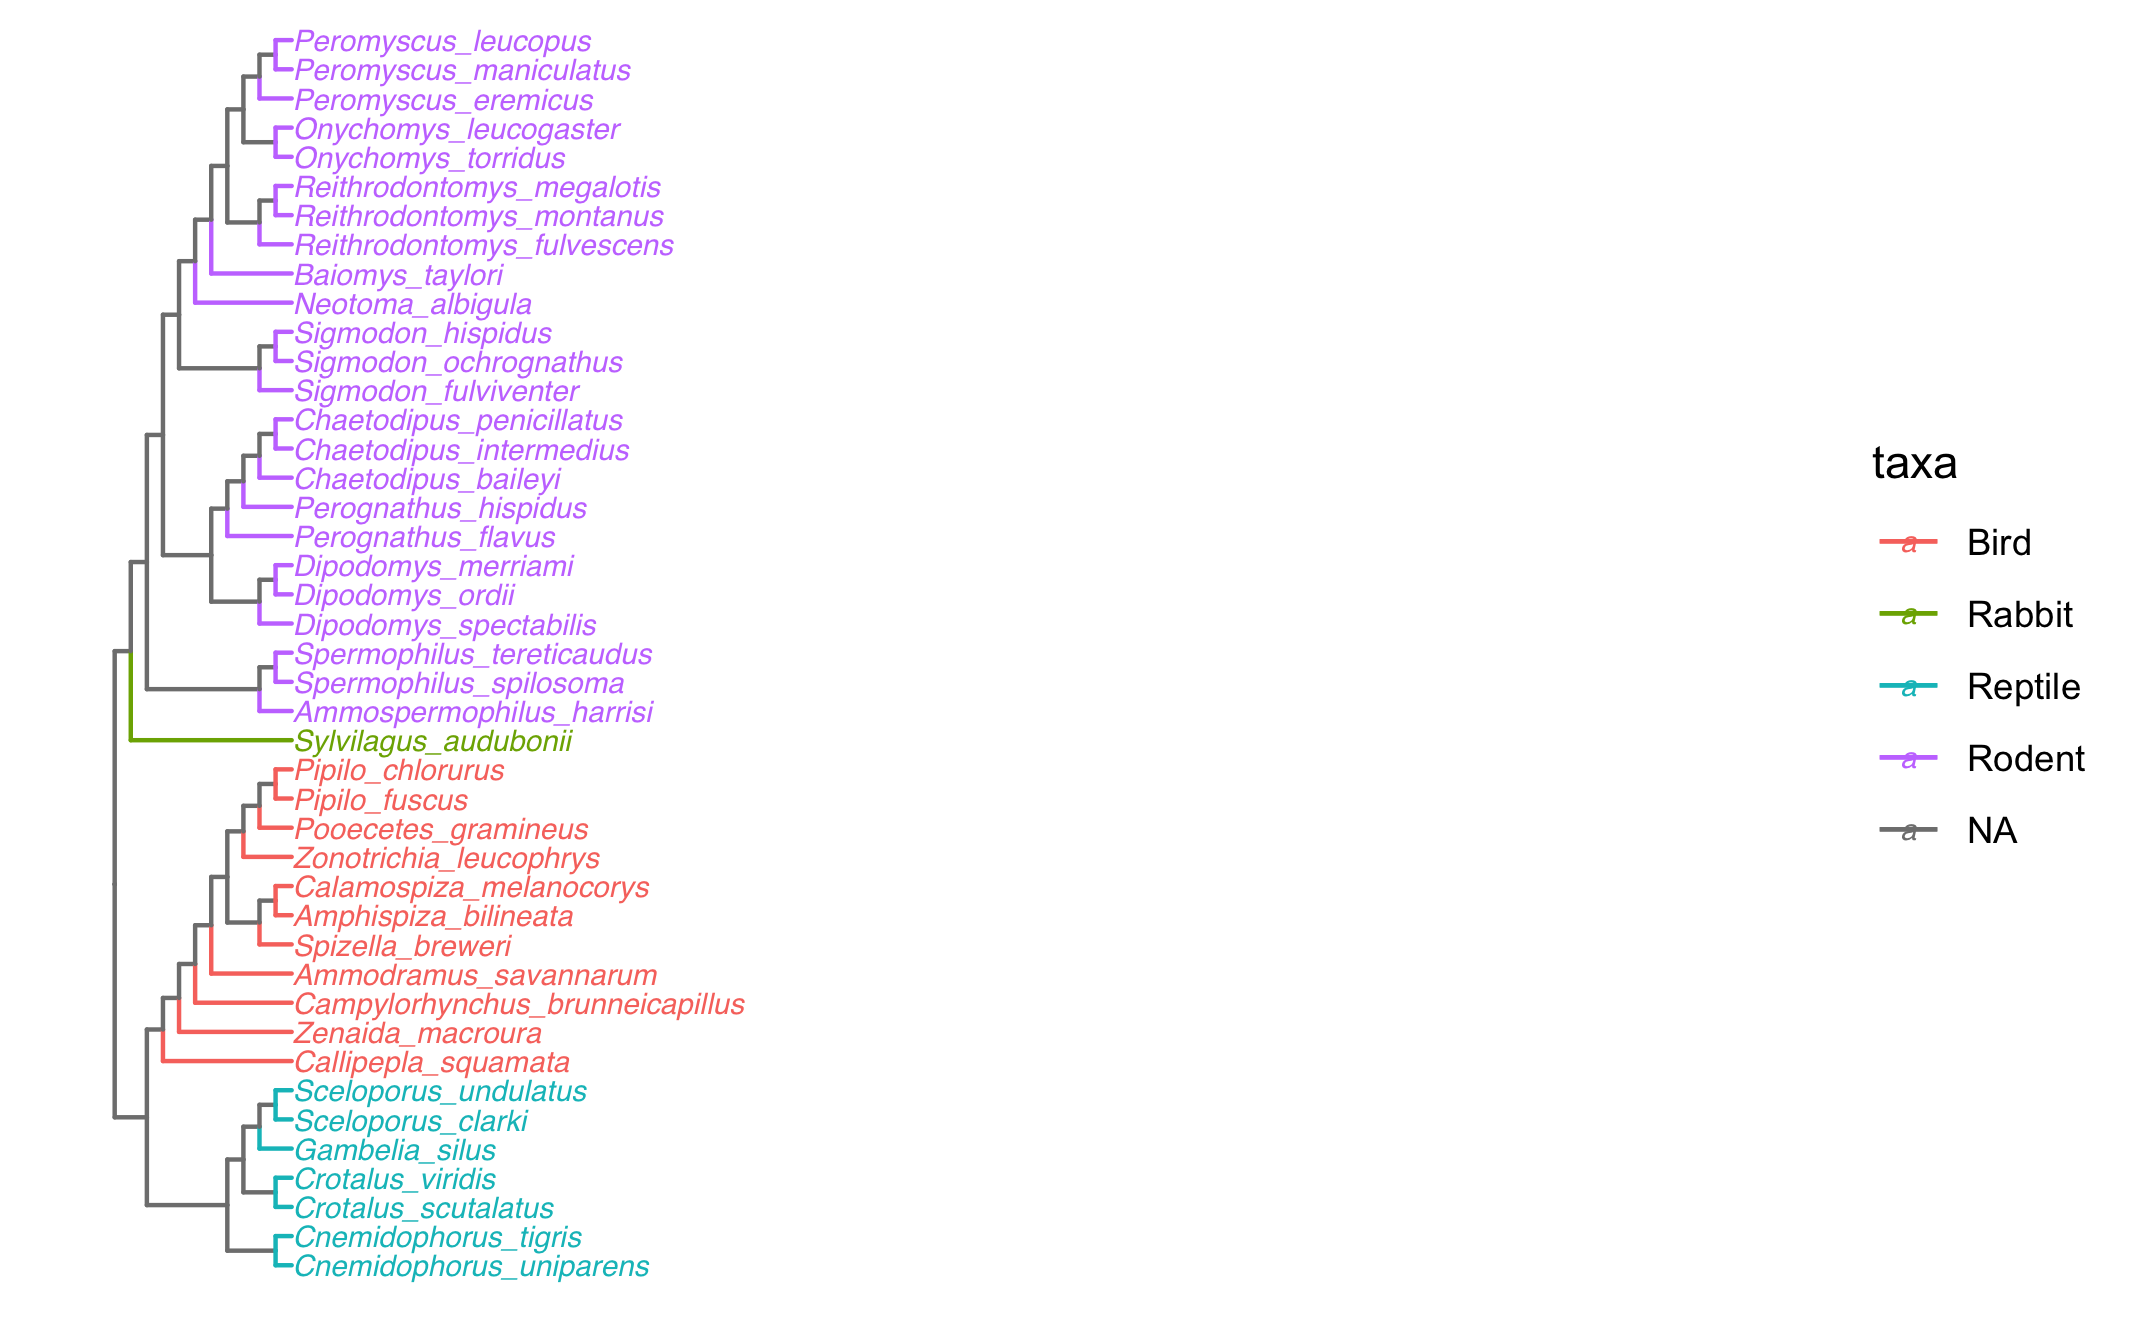 Peromyscus_leucopus
Peromyscus_maniculatus
Peromyscus_eremicus
Onychomys_leucogaster
Onychomys_torridus
Reithrodontomys_megalotis
Reithrodontomys_montanus
Reithrodontomys_fulvescens
Baiomys_taylori
Neotoma_albigula
Sigmodon_hispidus
Sigmodon_ochrognathus
Sigmodon_fulviventer
Chaetodipus_penicillatus
Chaetodipus_intermedius
Chaetodipus_baileyi
Perognathus_hispidus
Perognathus_flavus
Dipodomys_merriami
Dipodomys_ordii
Dipodomys_spectabilis
Spermophilus_tereticaudus
Spermophilus_spilosoma
Ammospermophilus_harrisi
Sylvilagus_audubonii
Pipilo_chlorurus
Pipilo_fuscus
Pooecetes_gramineus
Zonotrichia_leucophrys
Calamospiza_melanocorys
Amphispiza_bilineata
Spizella_breweri
Ammodramus_savannarum
Campylorhynchus_brunneicapillus
Zenaida_macroura
Callipepla_squamata
Sceloporus_undulatus
Sceloporus_clarki
Gambelia_silus
Crotalus_viridis
Crotalus_scutalatus
Cnemidophorus_tigris
Cnemidophorus_uniparens
taxa
a Bird
a Rabbit
a Reptile
a Rodent
a NA